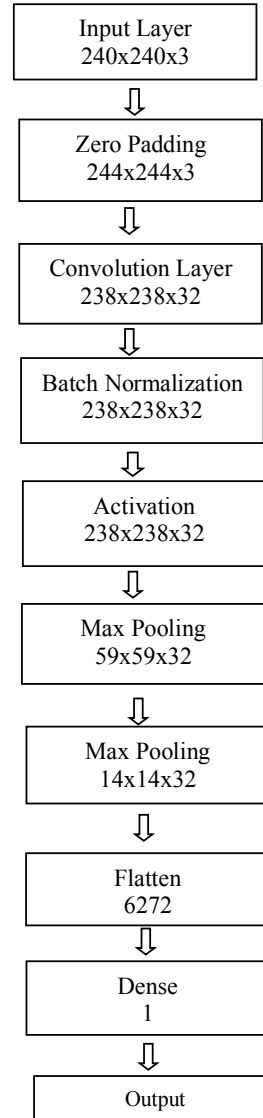 Input Layer
240x240x3
Zero Padding
244x244x3
Convolution Layer
238x238x32
Batch Normalization
238x238x32
Activation
238x238x32
Max Pooling
59x59x32
Max Pooling
14x14x32
Flatten
6272
Dense
1
Output